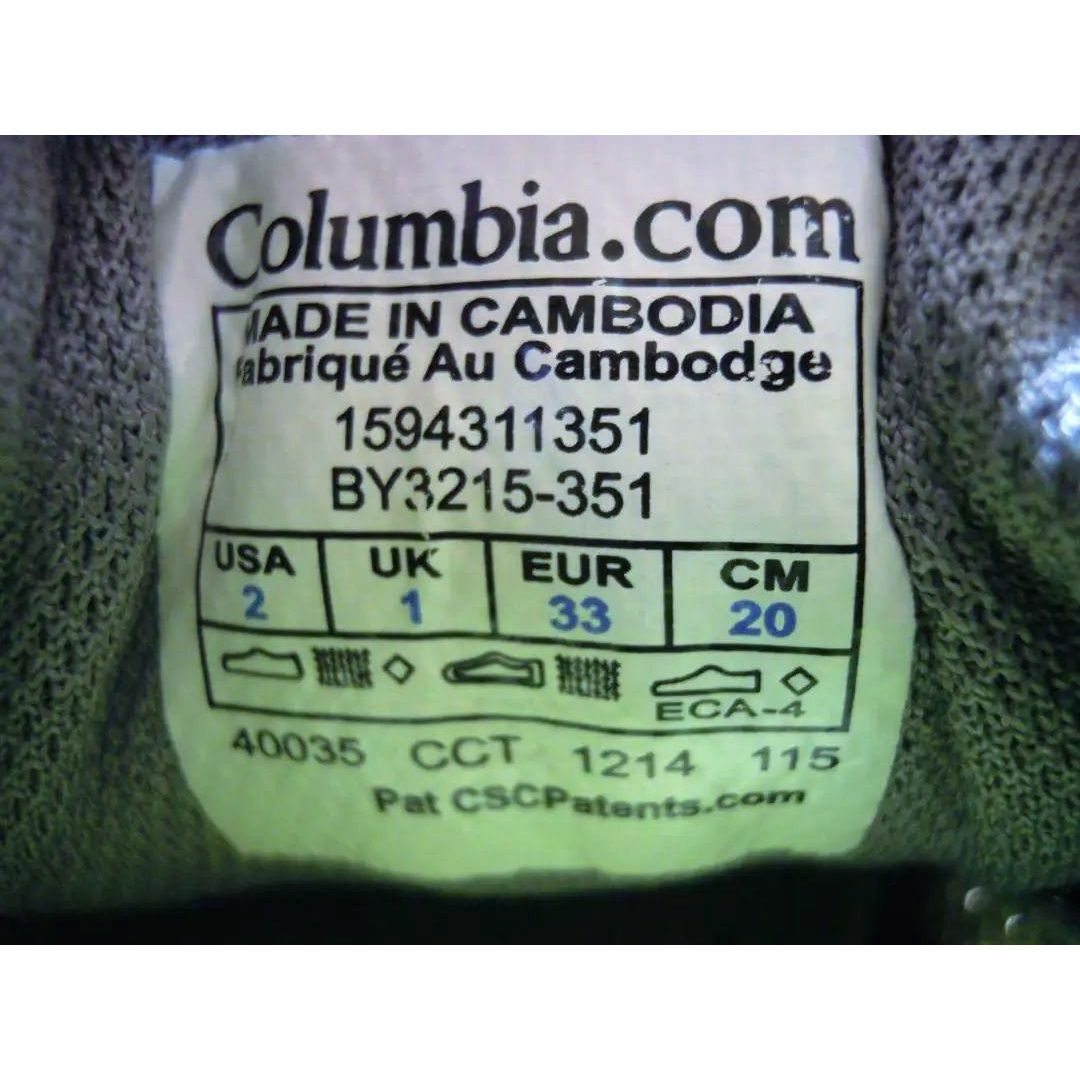 Columbia.com
MADE IN CAMBODIA
Fabriqué Au Cambodge
1594311351
BY3215-351
USA UK EUR CM
2 1 33 20
ECA-4
40035 CCT 1214 115
Pat CSCPatents.com